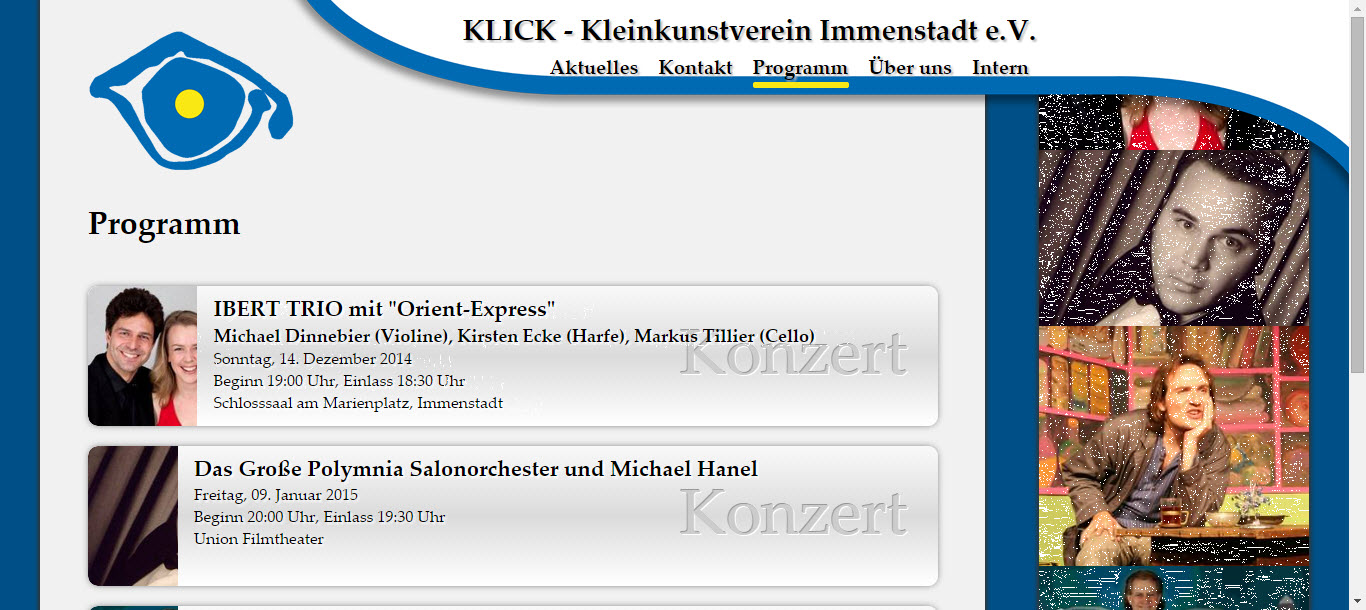 KLICK - Kleinkunstverein Immenstadt e.V.
Aktuelles Kontakt Programm Über uns Intern
Programm
IBERT TRIO mit "Orient-Express"
Michael Dinnebier (Violine), Kirsten Ecke (Harfe), Markus Tillier (Cello)
Sonntag, 14. Dezember 2014
Beginn 19:00 Uhr, Einlass 18:30 Uhr
Schlosssaal am Marienplatz, Immenstadt
Konzert
Das Große Polymnia Salonorchester und Michael Hanel
Freitag, 09. Januar 2015
Beginn 20:00 Uhr, Einlass 19:30 Uhr
Union Filmtheater
Konzert